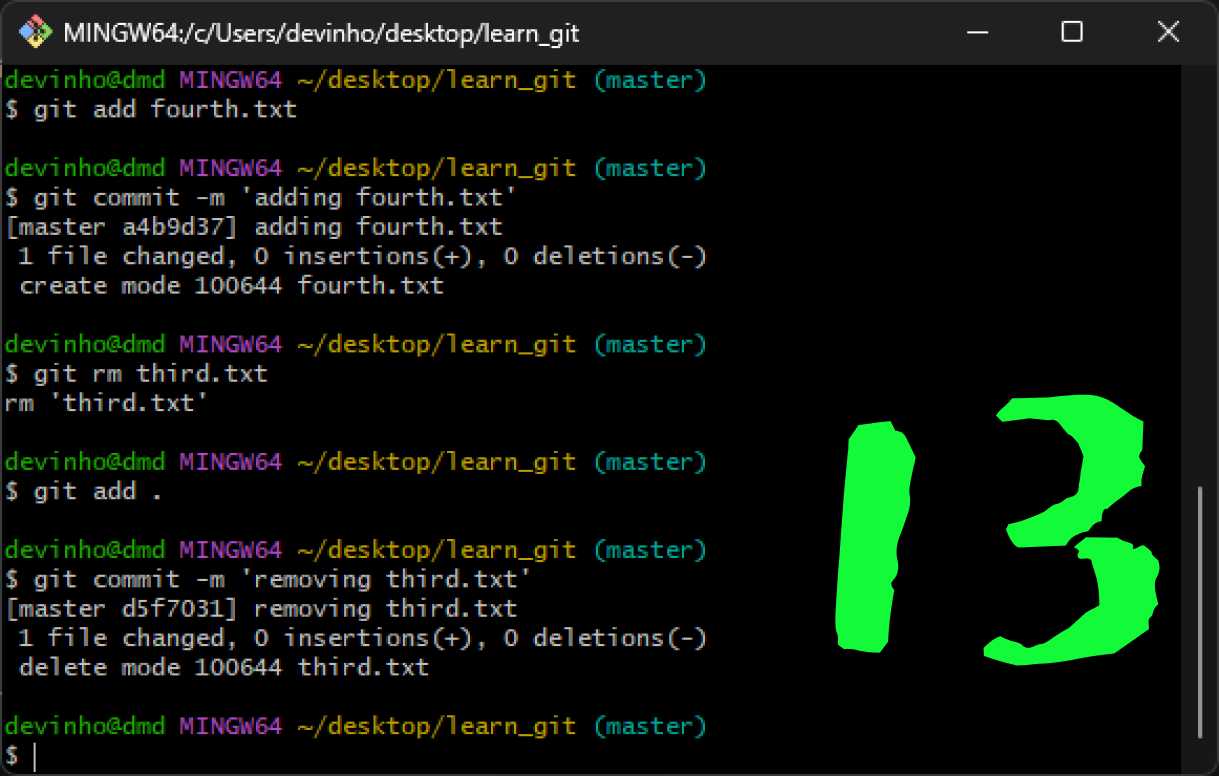 MINGW64:/c/Users/devinho/desktop/learn_git
devinho@dmd MINGW64 ~/desktop/learn_git (master)
$ git add fourth.txt
devinho@dmd MINGW64 ~/desktop/learn_git (master)
$ git commit -m 'adding fourth.txt'
[master a4b9d37] adding fourth.txt
1 file changed, 0 insertions(+), 0 deletions(-)
create mode 100644 fourth.txt
devinho@dmd MINGW64 ~/desktop/learn_git (master)
$ git rm third.txt
rm 'third.txt'
devinho@dmd MINGW64 ~/desktop/learn_git (master)
$ git add .
devinho@dmd MINGW64 ~/desktop/learn_git (master)
$ git commit -m 'removing third.txt'
[master d5f7031] removing third.txt
1 file changed, 0 insertions(+), 0 deletions(-)
delete mode 100644 third.txt
devinho@dmd MINGW64 ~/desktop/learn_git (master)
$
13